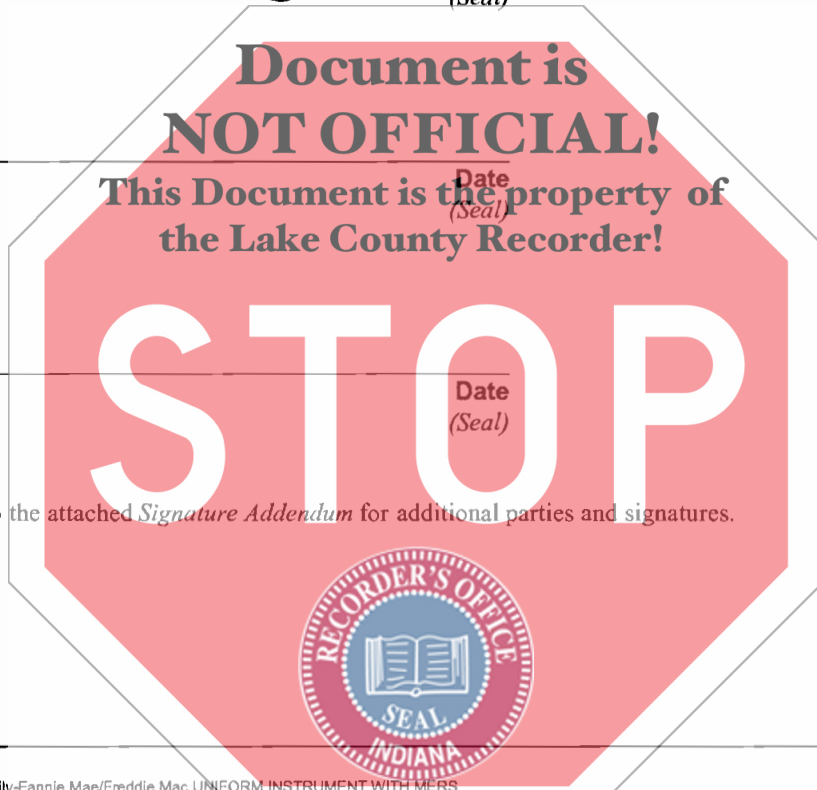 (Seal)
Document is
NOT OFFICIAL!
Date
This Document is the property of
(Seal)
the Lake County Recorder!
STOP
Date
(Seal)
the attached Signature Addendum for additional parties and signatures.
RECORDER'S OFFICE
SEAL
INDIANA
Fannie Mae/Freddie Mac UNIFORM INSTRUMENT WITH MERS